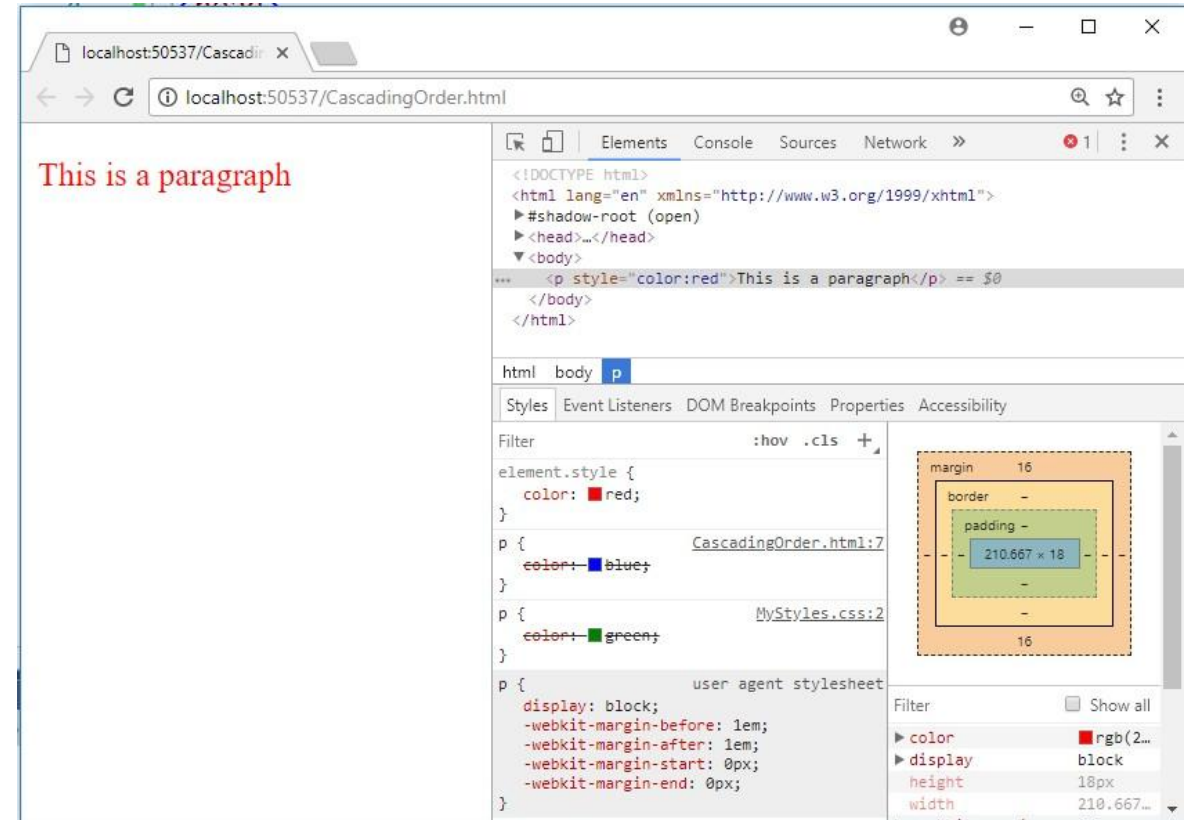 localhost:50537/Cascadin
localhost:50537/CascadingOrder.html
This is a paragraph
Elements Console Sources Network » 1
<!DOCTYPE html>
<html lang="en" xmlns="http://www.w3.org/1999/xhtml">
▶#shadow-root (open)
▶<head>…</head>
▼<body>
… <p style="color:red">This is a paragraph</p> == $0
</body>
</html>
html body p
Styles Event Listeners DOM Breakpoints Properties Accessibility
Filter :hov .cls +
element.style {
color: red;
}
p { CascadingOrder.html:7
color: blue;
}
p { MyStyles.css:2
color: green;
}
p { user agent stylesheet
display: block;
-webkit-margin-before: 1em;
-webkit-margin-after: 1em;
-webkit-margin-start: 0px;
-webkit-margin-end: 0px;
}
margin 16
border –
padding –
- - - 210.667 × 18 - - -
–
–
16
Filter Show all
▶ color rgb(2…
▶ display block
height 18px
width 210.667…